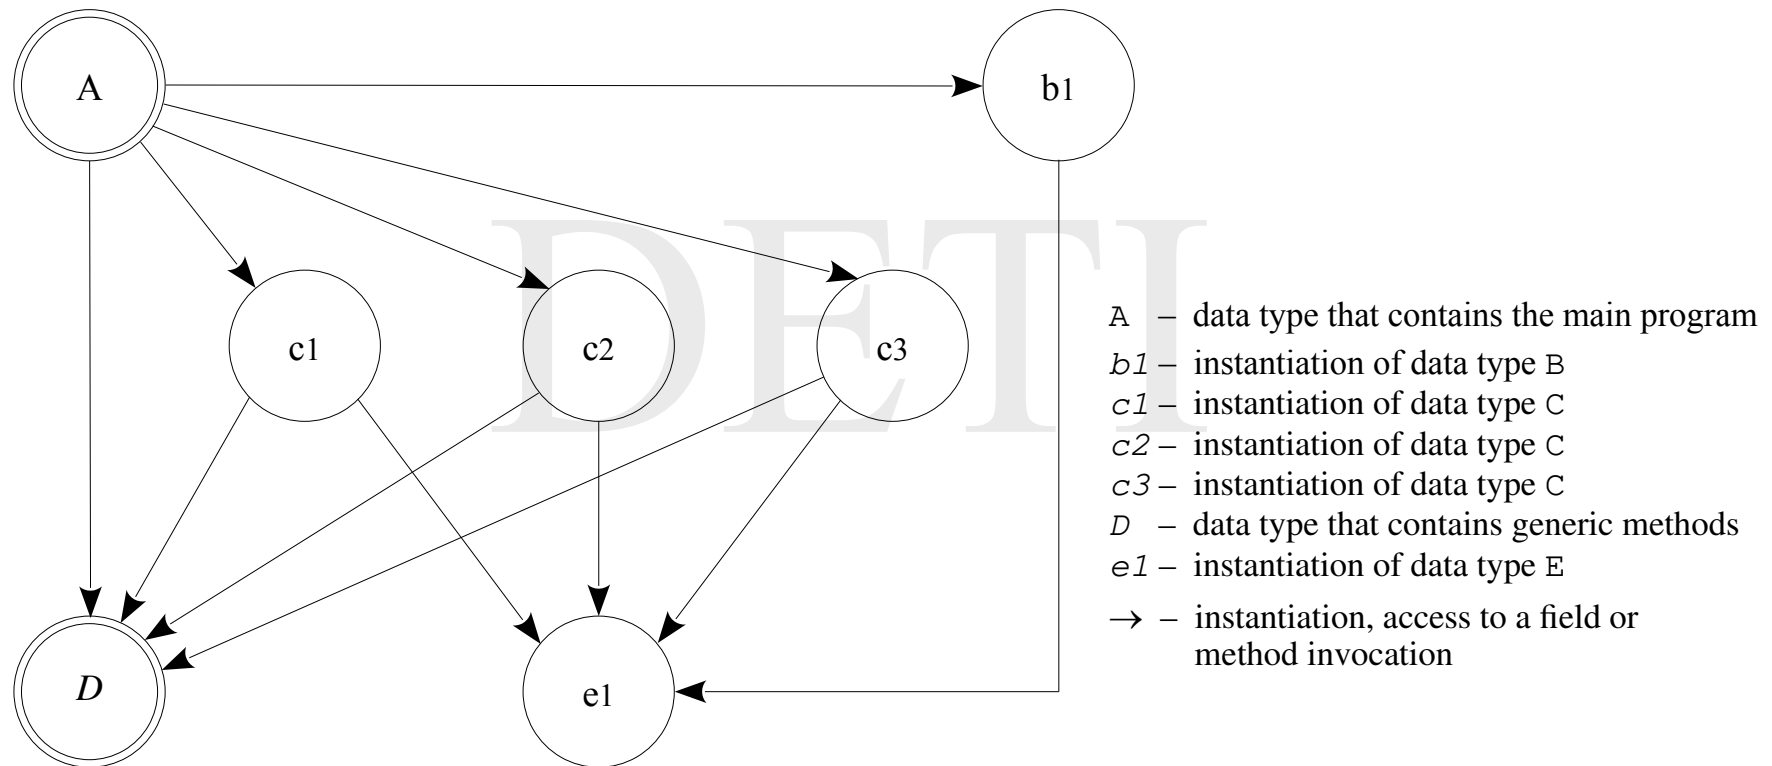 A
b1
c1
c2
c3
D
e1
DETI
A – data type that contains the main program
b1 – instantiation of data type B
c1 – instantiation of data type C
c2 – instantiation of data type C
c3 – instantiation of data type C
D – data type that contains generic methods
e1 – instantiation of data type E
→ – instantiation, access to a field or
method invocation